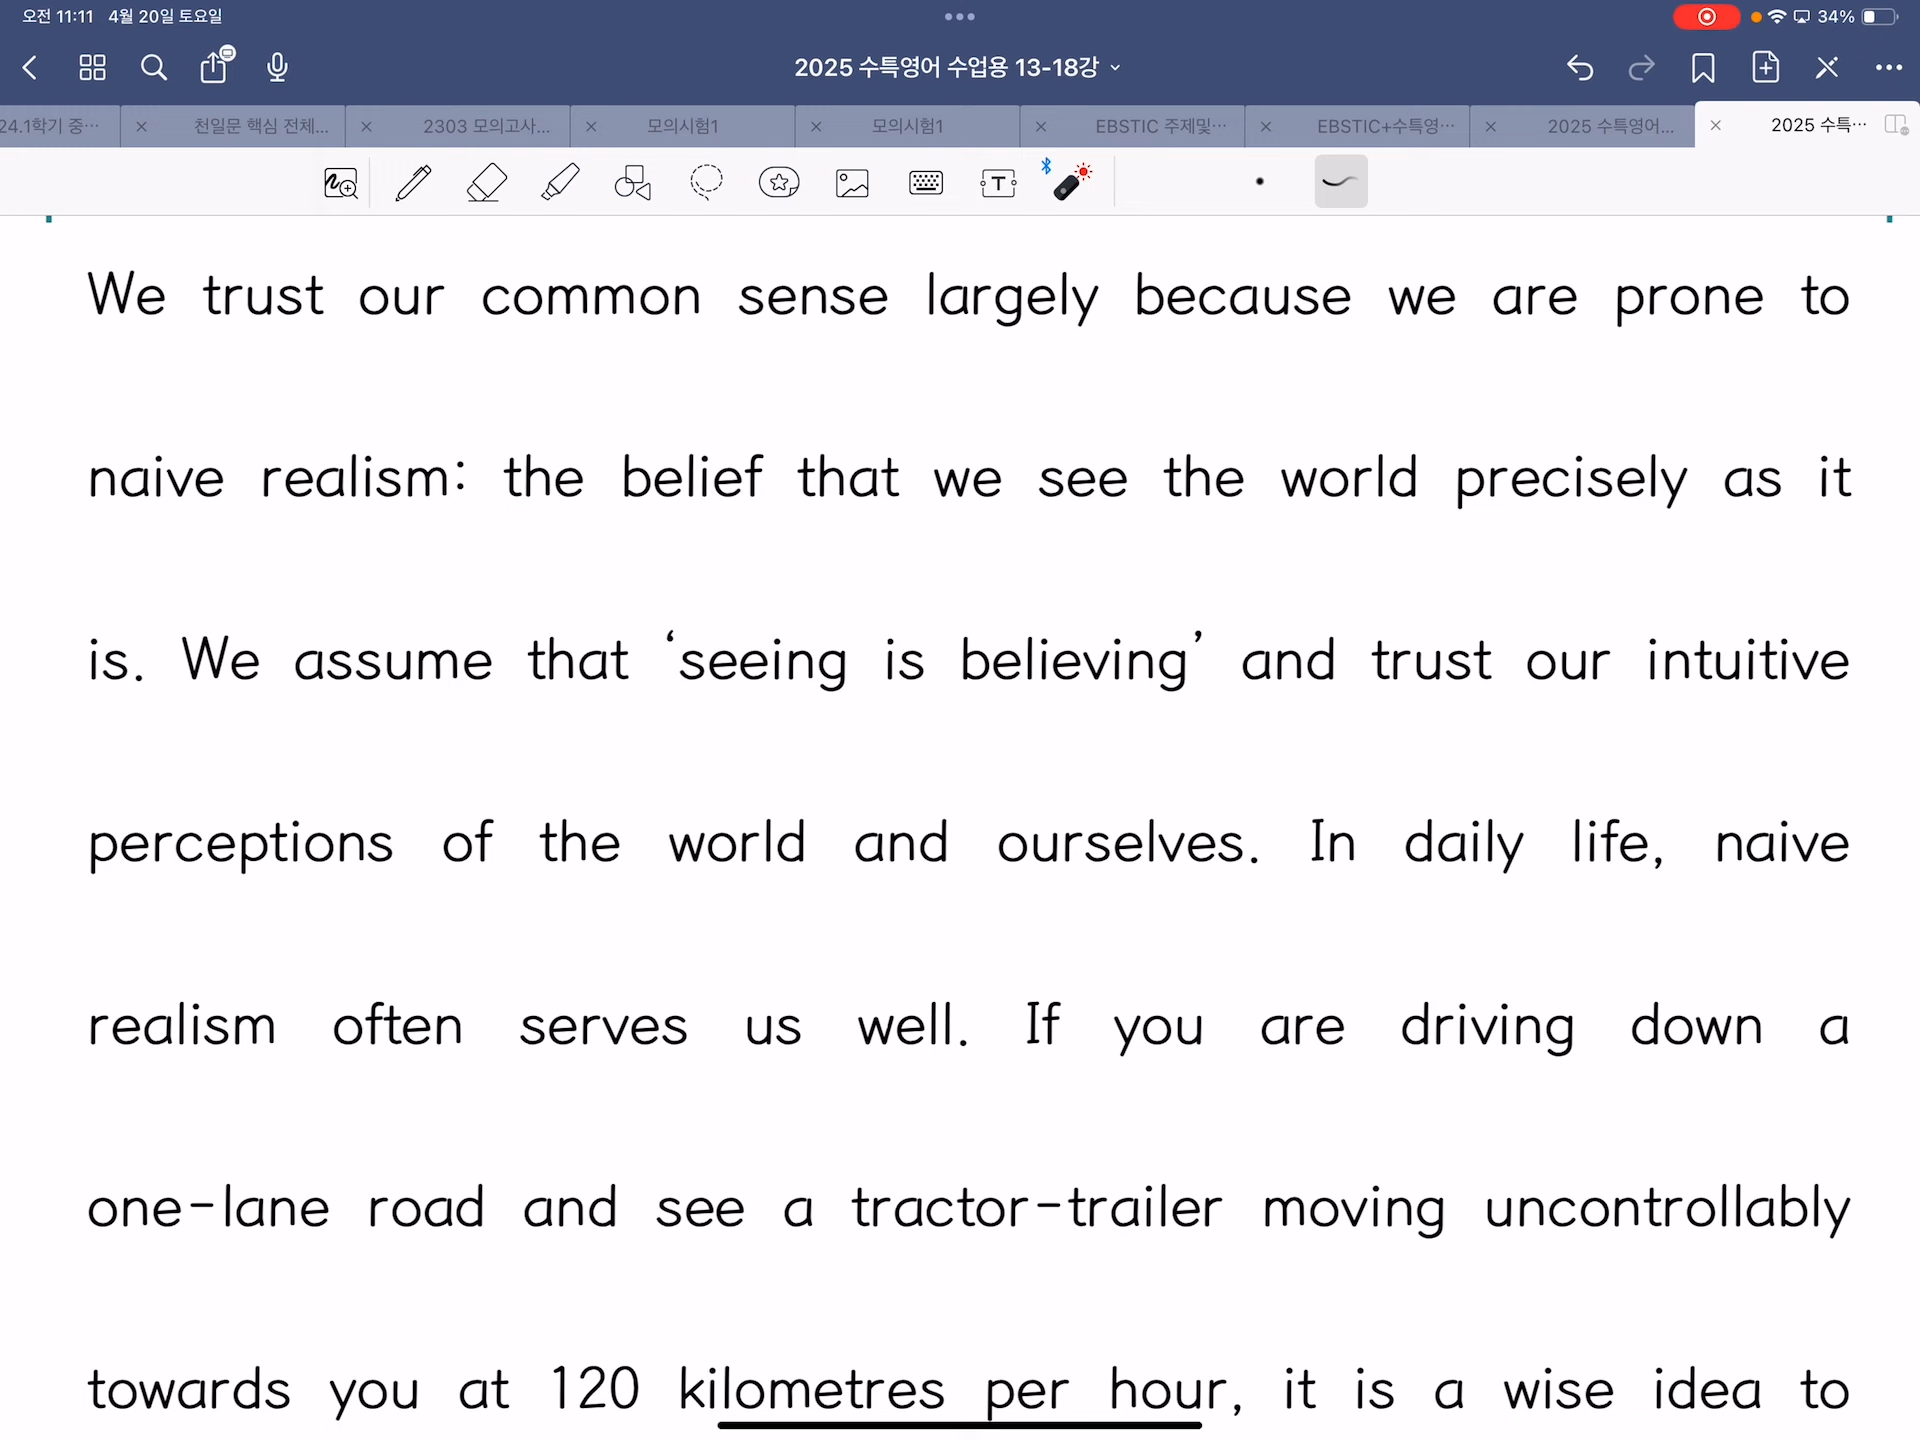 오전 11:11 4월 20일 토요일
34%
2025 수특영어 수업용 13-18강
24.1학기 중…
천일문 핵심 전체...
2303 모의고사...
모의시험1
모의시험1
EBSTIC 주제및…
EBSTIC+수특영…
2025 수특영어...
2025 수특…
We trust our common sense largely because we are prone to
naive realism: the belief that we see the world precisely as it
is. We assume that ‘seeing is believing’ and trust our intuitive
perceptions of the world and ourselves. In daily life, naive
realism often serves us well. If you are driving down a
one-lane road and see a tractor-trailer moving uncontrollably
towards you at 120 kilometres per hour, it is a wise idea to